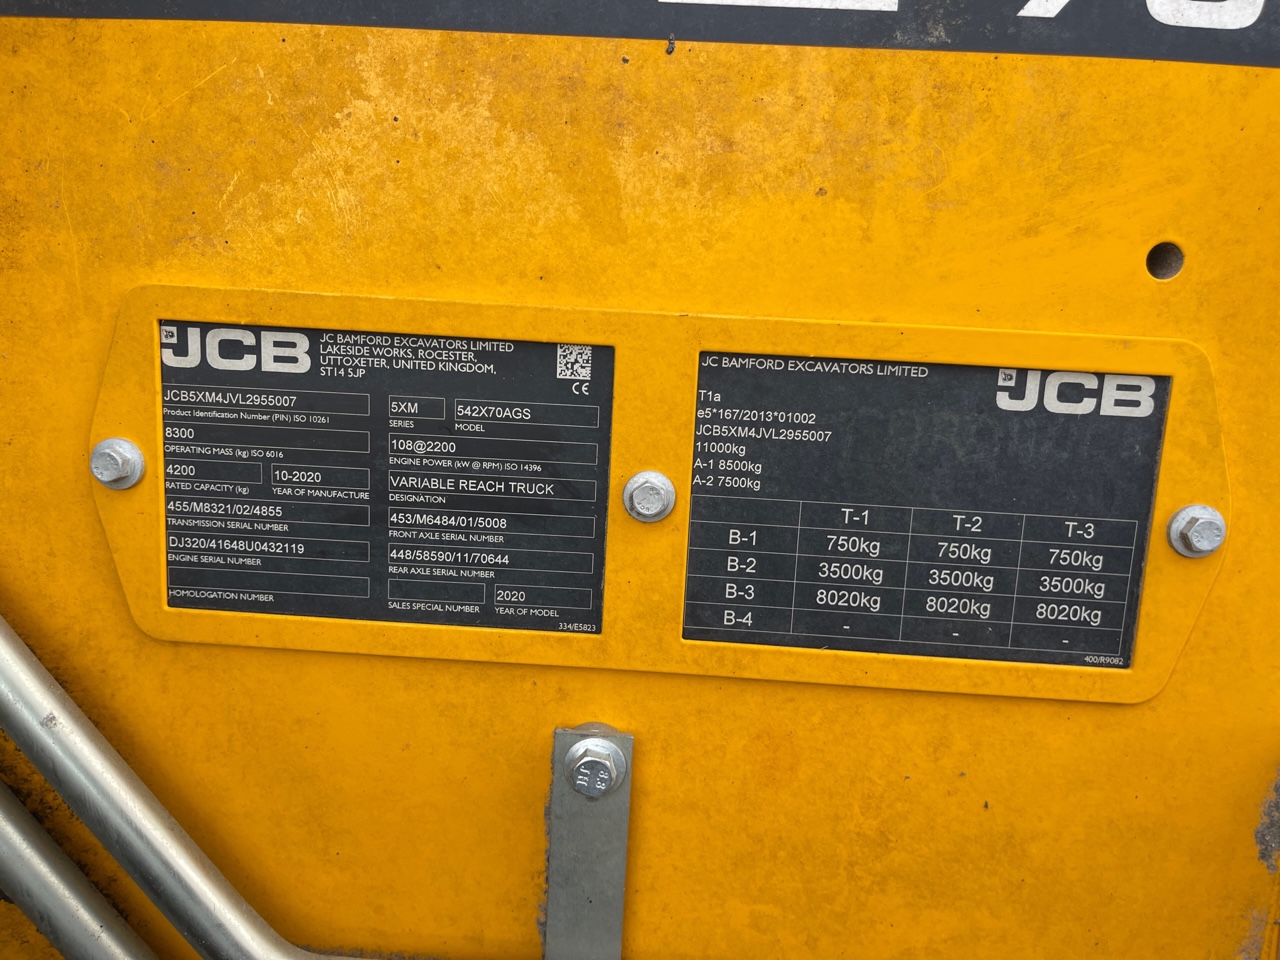 JCB
JC BAMFORD EXCAVATORS LIMITED
LAKESIDE WORKS, ROCESTER,
UTTOXETER, UNITED KINGDOM,
ST14 5JP
CE
JCB5XM4JVL2955007
Product Identification Number (PIN) ISO 10261
5XM
SERIES
542X70AGS
MODEL
8300
OPERATING MASS (kg) ISO 6016
108@2200
ENGINE POWER (kW @ RPM) ISO 14396
4200
RATED CAPACITY (kg)
10-2020
YEAR OF MANUFACTURE
VARIABLE REACH TRUCK
DESIGNATION
455/M8321/02/4855
TRANSMISSION SERIAL NUMBER
453/M6484/01/5008
FRONT AXLE SERIAL NUMBER
DJ320/41648U0432119
ENGINE SERIAL NUMBER
448/58590/11/70644
REAR AXLE SERIAL NUMBER
HOMOLOGATION NUMBER
SALES SPECIAL NUMBER
2020
YEAR OF MODEL
334/E5823
JC BAMFORD EXCAVATORS LIMITED
JCB
T1a
e5*167/2013*01002
JCB5XM4JVL2955007
11000kg
A-1 8500kg
A-2 7500kg
T-1 T-2 T-3
B-1 750kg 750kg 750kg
B-2 3500kg 3500kg 3500kg
B-3 8020kg 8020kg 8020kg
B-4 - - -
400/R9082
8.8